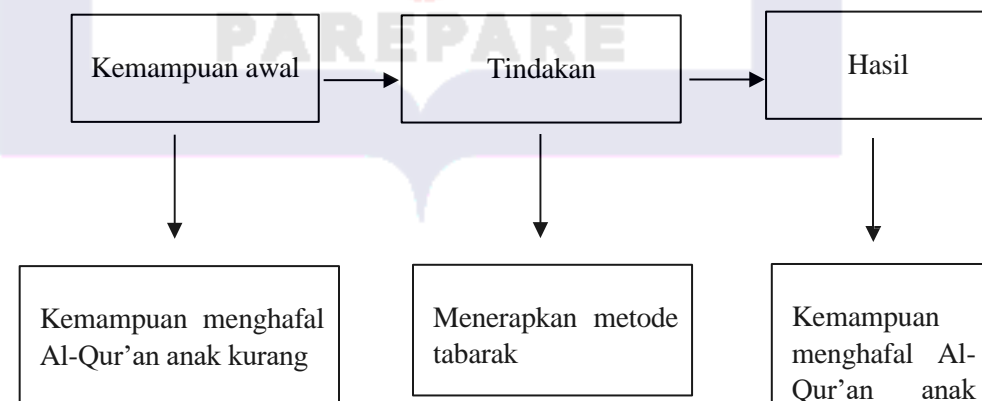 PAREPARE
Kemampuan awal
Tindakan
Hasil
Kemampuan menghafal
Al-Qur’an anak kurang
Menerapkan metode
tabarak
Kemampuan
menghafal Al-
Qur’an anak